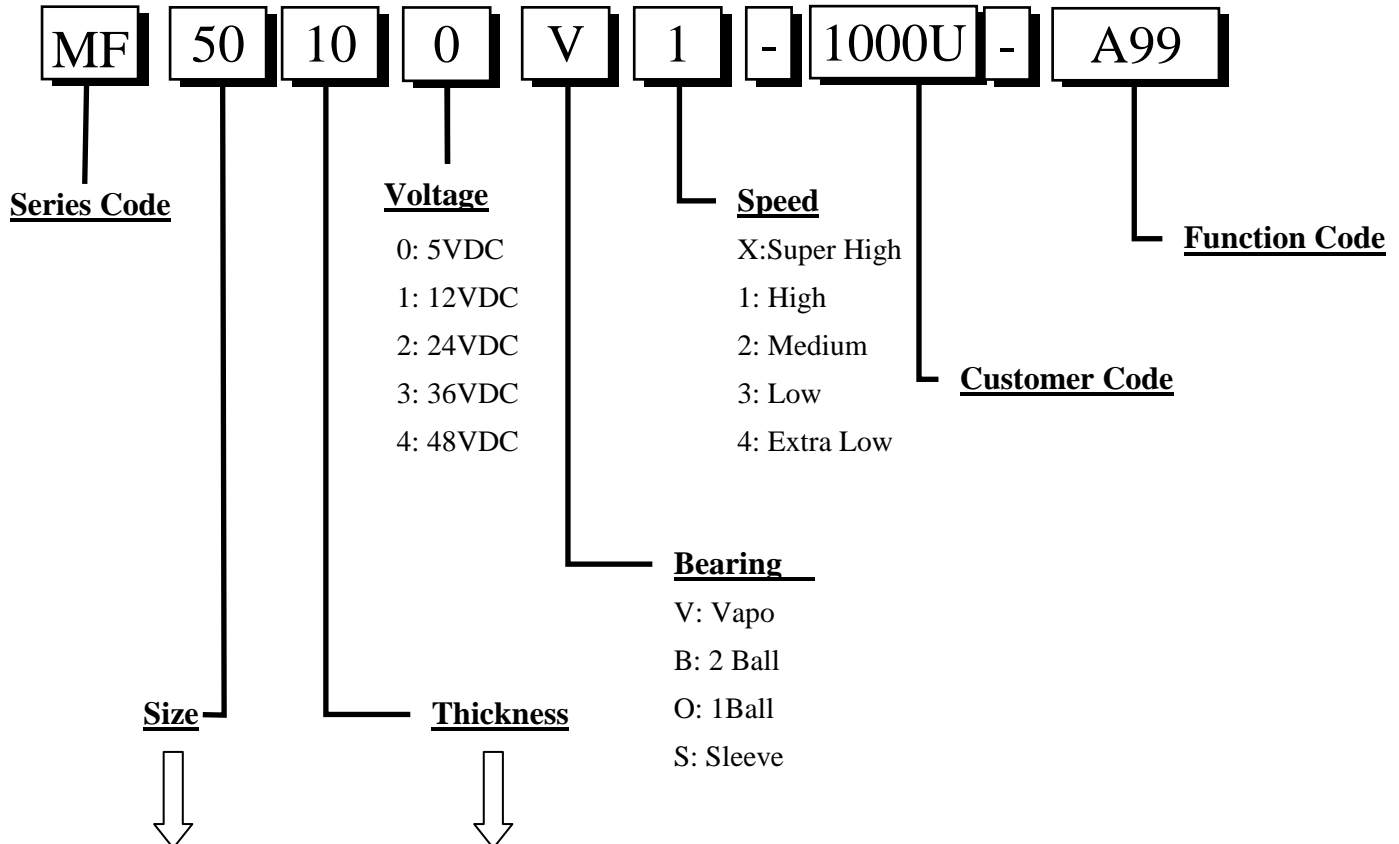 MF 50 10 0 V 1 - 1000U - A99
Series Code
Voltage
0: 5VDC
1: 12VDC
2: 24VDC
3: 36VDC
4: 48VDC
Speed
X:Super High
1: High
2: Medium
3: Low
4: Extra Low
Function Code
Customer Code
Bearing
V: Vapo
B: 2 Ball
O: 1Ball
S: Sleeve
Size
Thickness